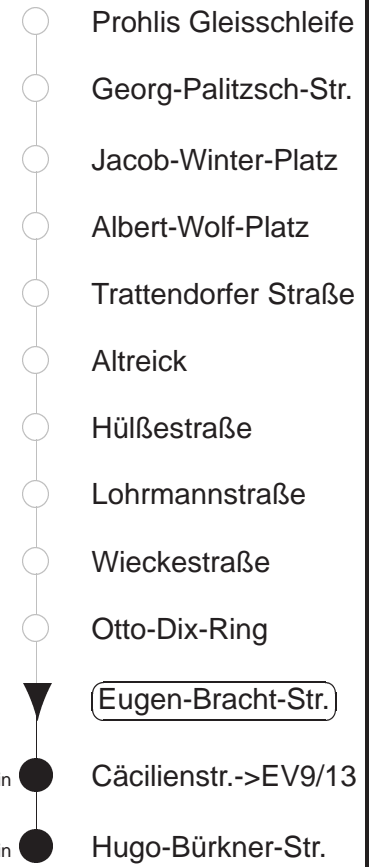 Prohlis Gleisschleife
Georg-Palitzsch-Str.
Jacob-Winter-Platz
Albert-Wolf-Platz
Trattendorfer Straße
Altreick
Hülßestraße
Lohrmannstraße
Wieckestraße
Otto-Dix-Ring
Eugen-Bracht-Str.
Cäcilienstr.->EV9/13
Hugo-Bürkner-Str.